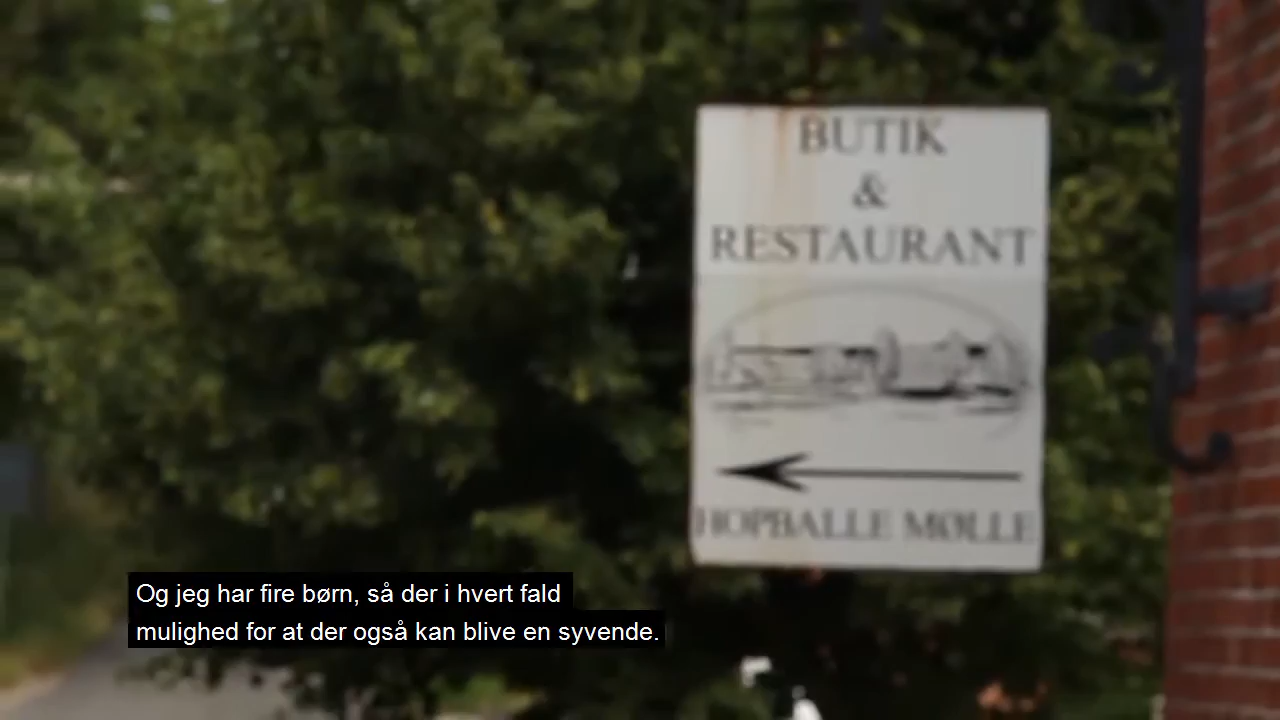 BUTIK
&
RESTAURANT
HOPBALLE MØLLE
Og jeg har fire børn, så der i hvert fald
mulighed for at der også kan blive en syvende.